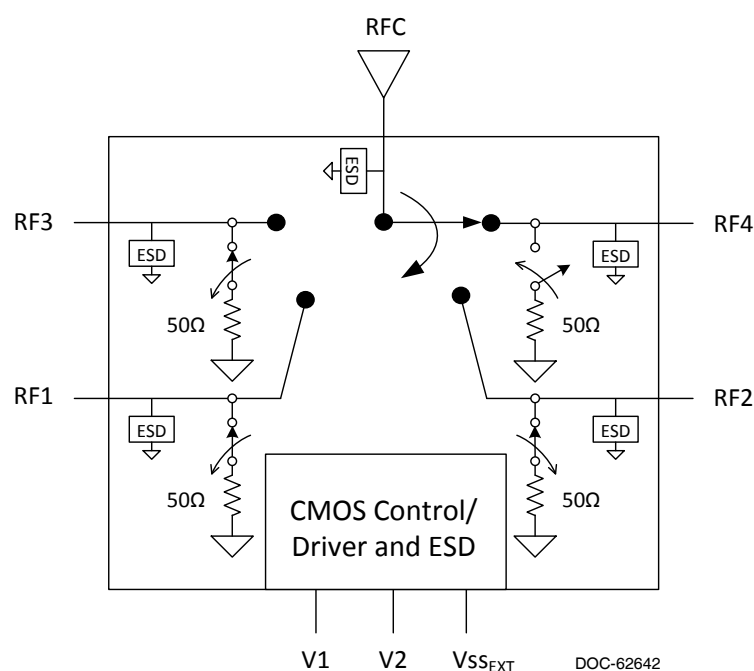 RFC
ESD
RF3
RF4
ESD
ESD
50Ω
50Ω
RF1
RF2
ESD
ESD
50Ω
50Ω
CMOS Control/
Driver and ESD
V1
V2
VssEXT
DOC-62642